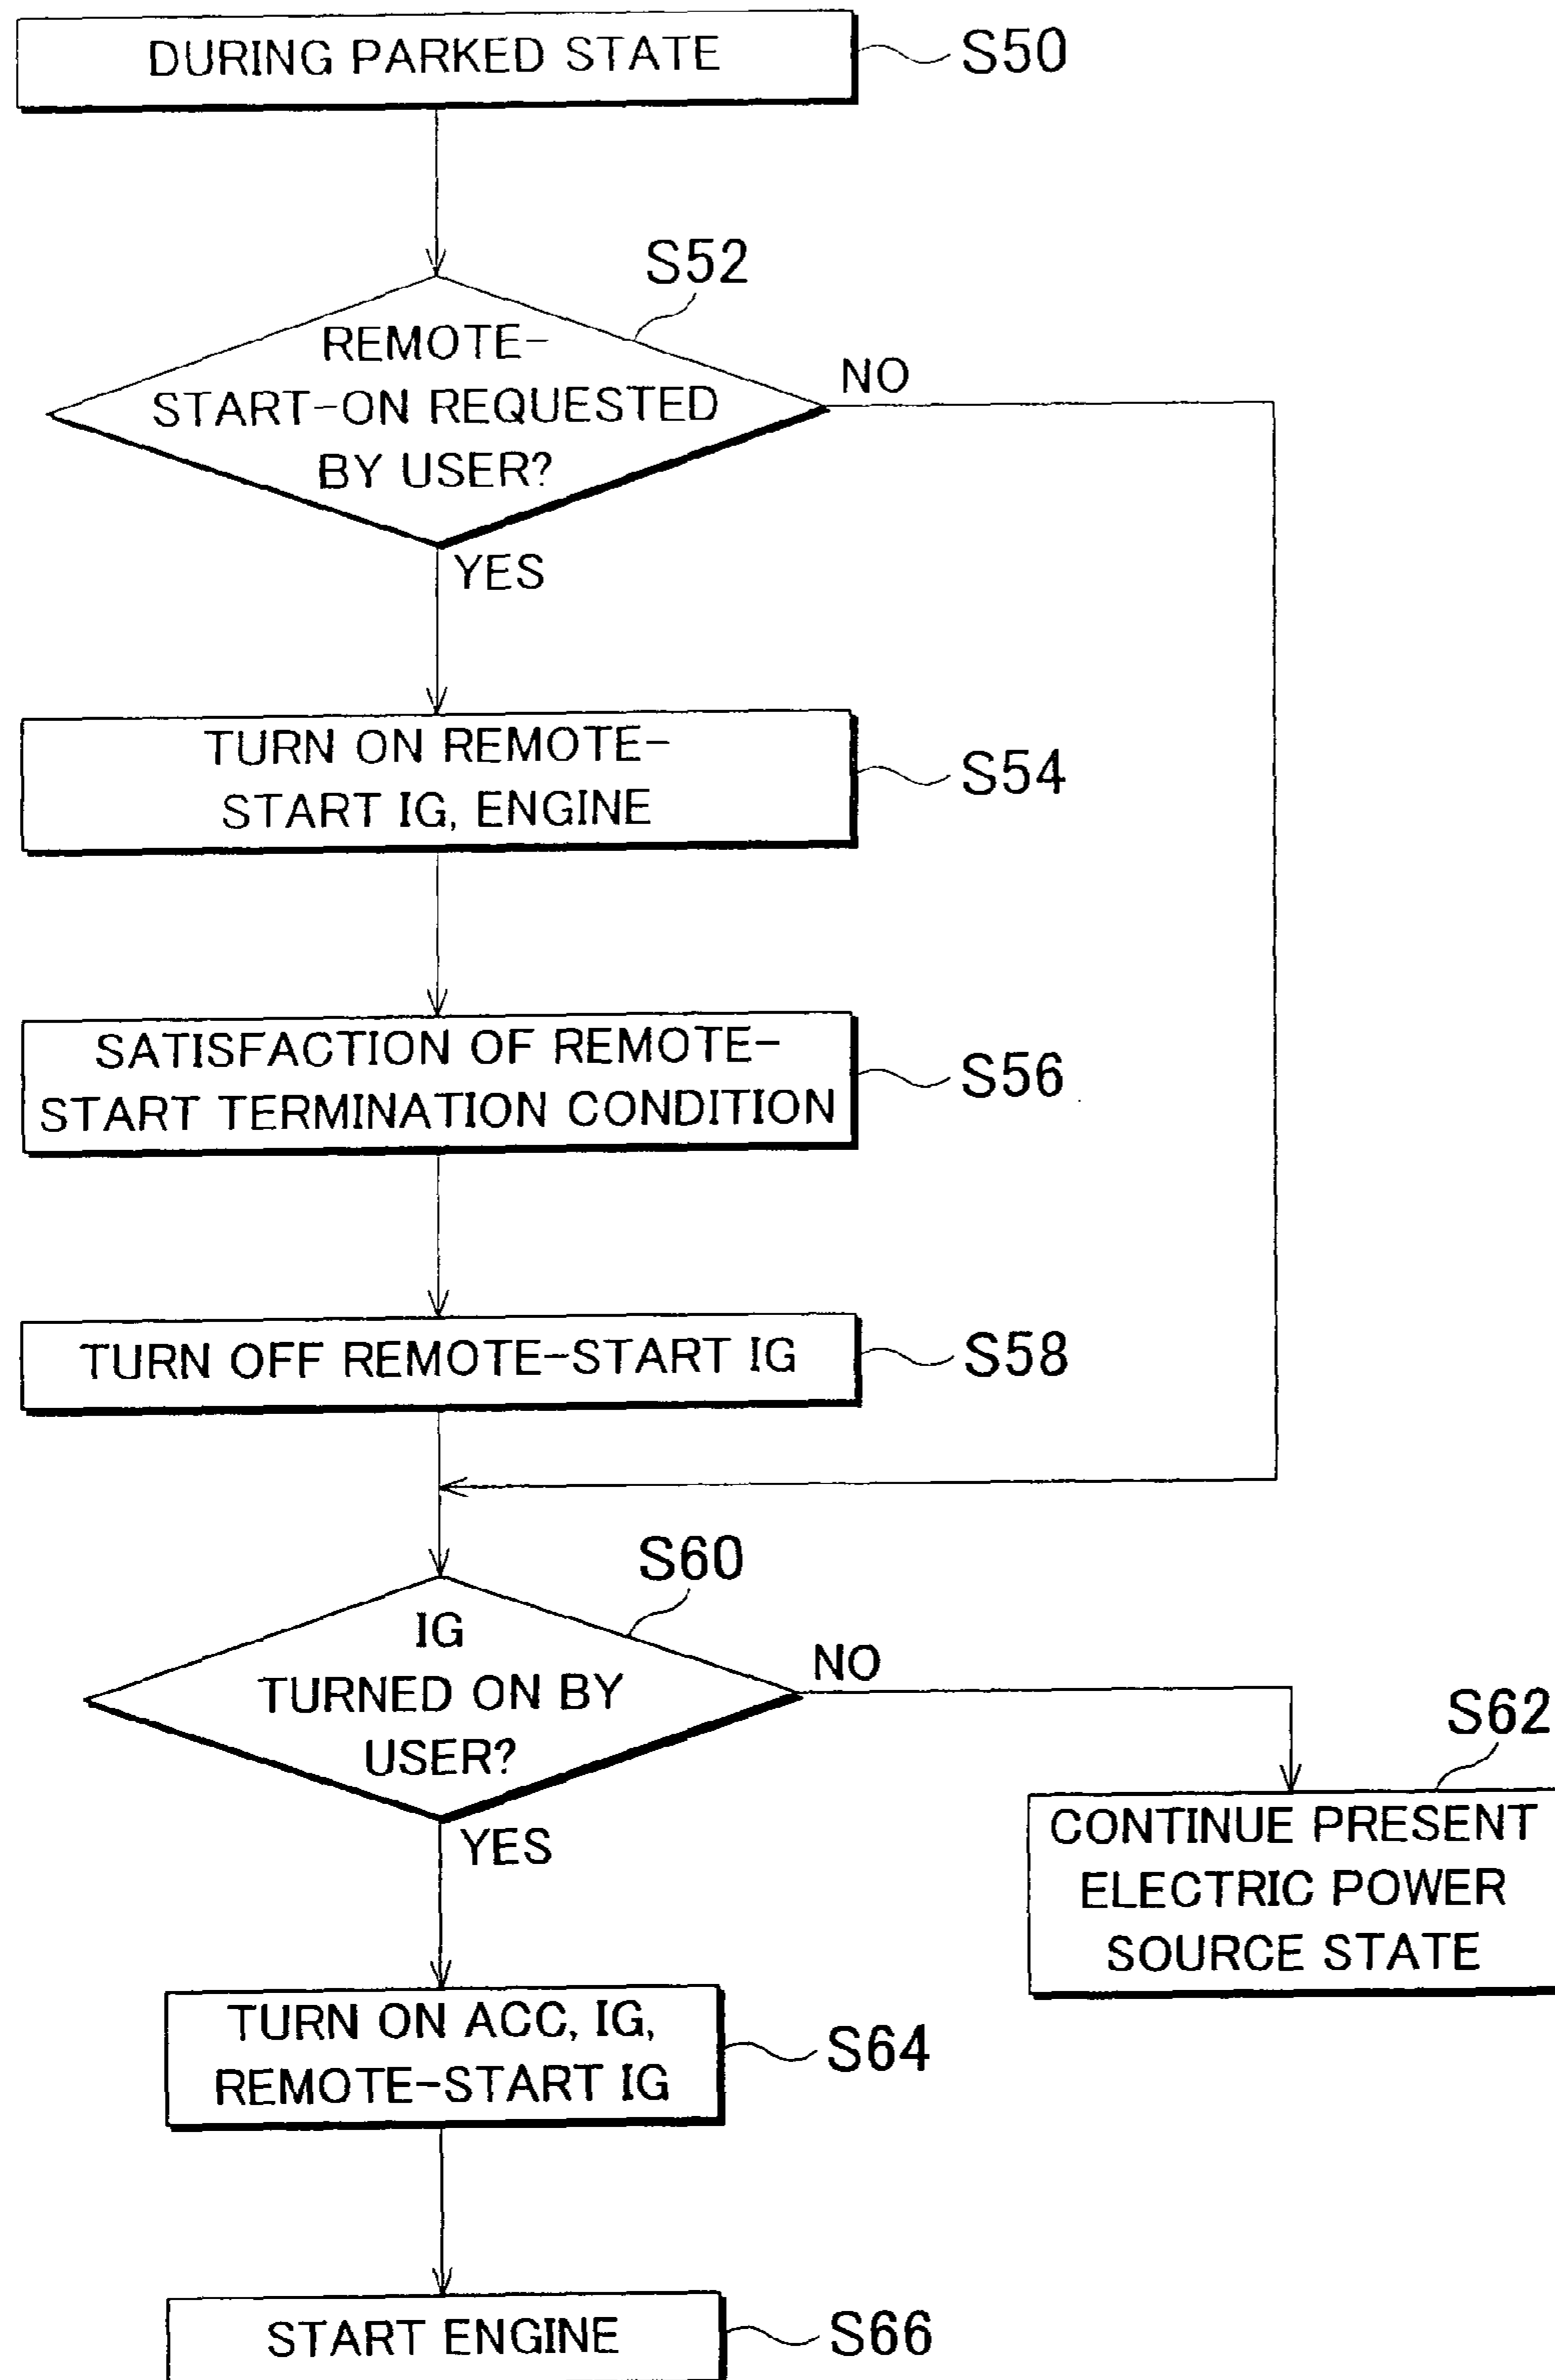 DURING PARKED STATE
S50
S52
REMOTE-
START-ON REQUESTED
BY USER?
NO
YES
TURN ON REMOTE-
START IG, ENGINE
S54
SATISFACTION OF REMOTE-
START TERMINATION CONDITION
S56
TURN OFF REMOTE-START IG
S58
S60
IG
TURNED ON BY
USER?
NO
YES
S62
CONTINUE PRESENT
ELECTRIC POWER
SOURCE STATE
TURN ON ACC, IG,
REMOTE-START IG
S64
START ENGINE
S66